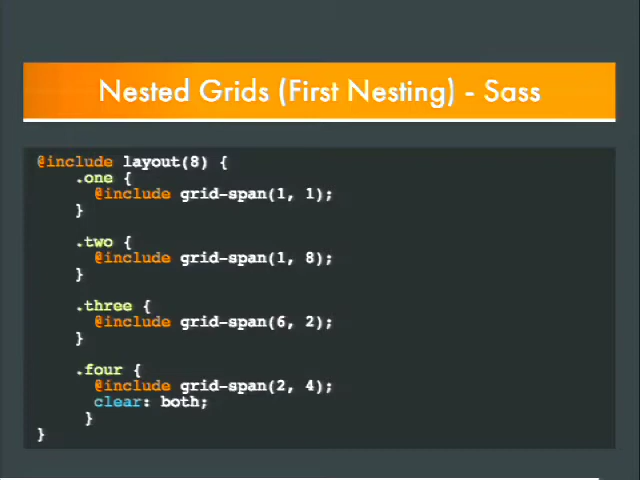 Nested Grids (First Nesting) - Sass
@include layout(8) {
.one {
@include grid-span(1, 1);
}
.two {
@include grid-span(1, 8);
}
.three {
@include grid-span(6, 2);
}
.four {
@include grid-span(2, 4);
clear: both;
}
}